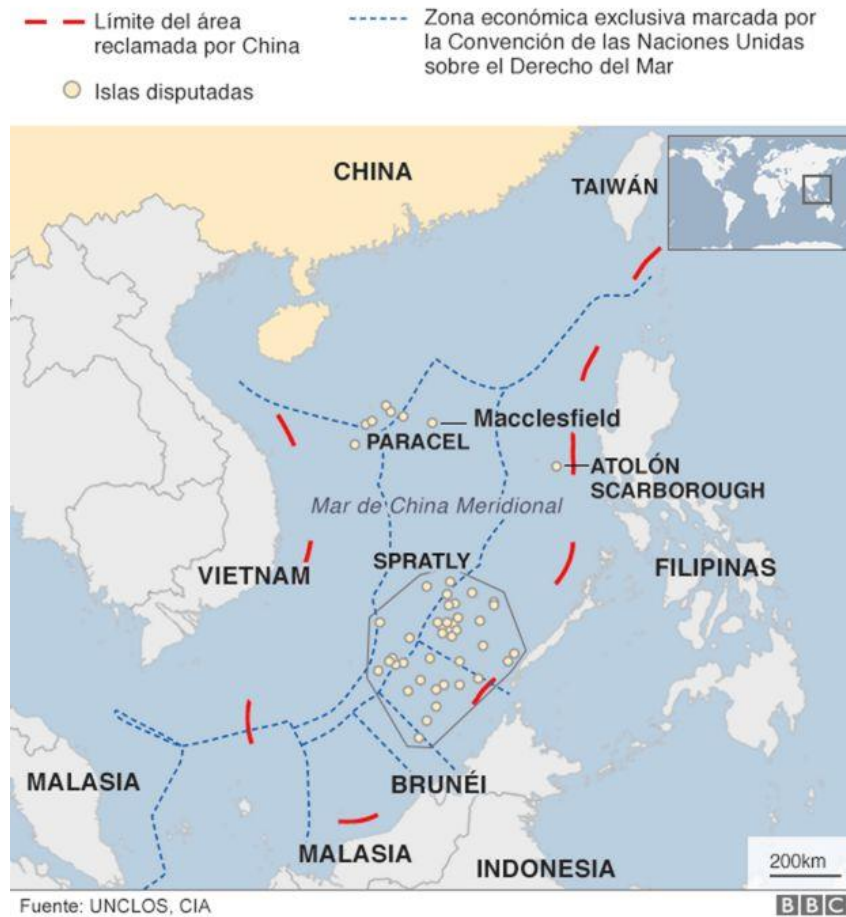 Límite del área
reclamada por China
Islas disputadas
Zona económica exclusiva marcada por
la Convención de las Naciones Unidas
sobre el Derecho del Mar
CHINA
TAIWÁN
Macclesfield
PARACEL
ATOLÓN
SCARBOROUGH
Mar de China Meridional
SPRATLY
VIETNAM
FILIPINAS
MALASIA
BRUNÉI
MALASIA
INDONESIA
200km
Fuente: UNCLOS, CIA
BBC